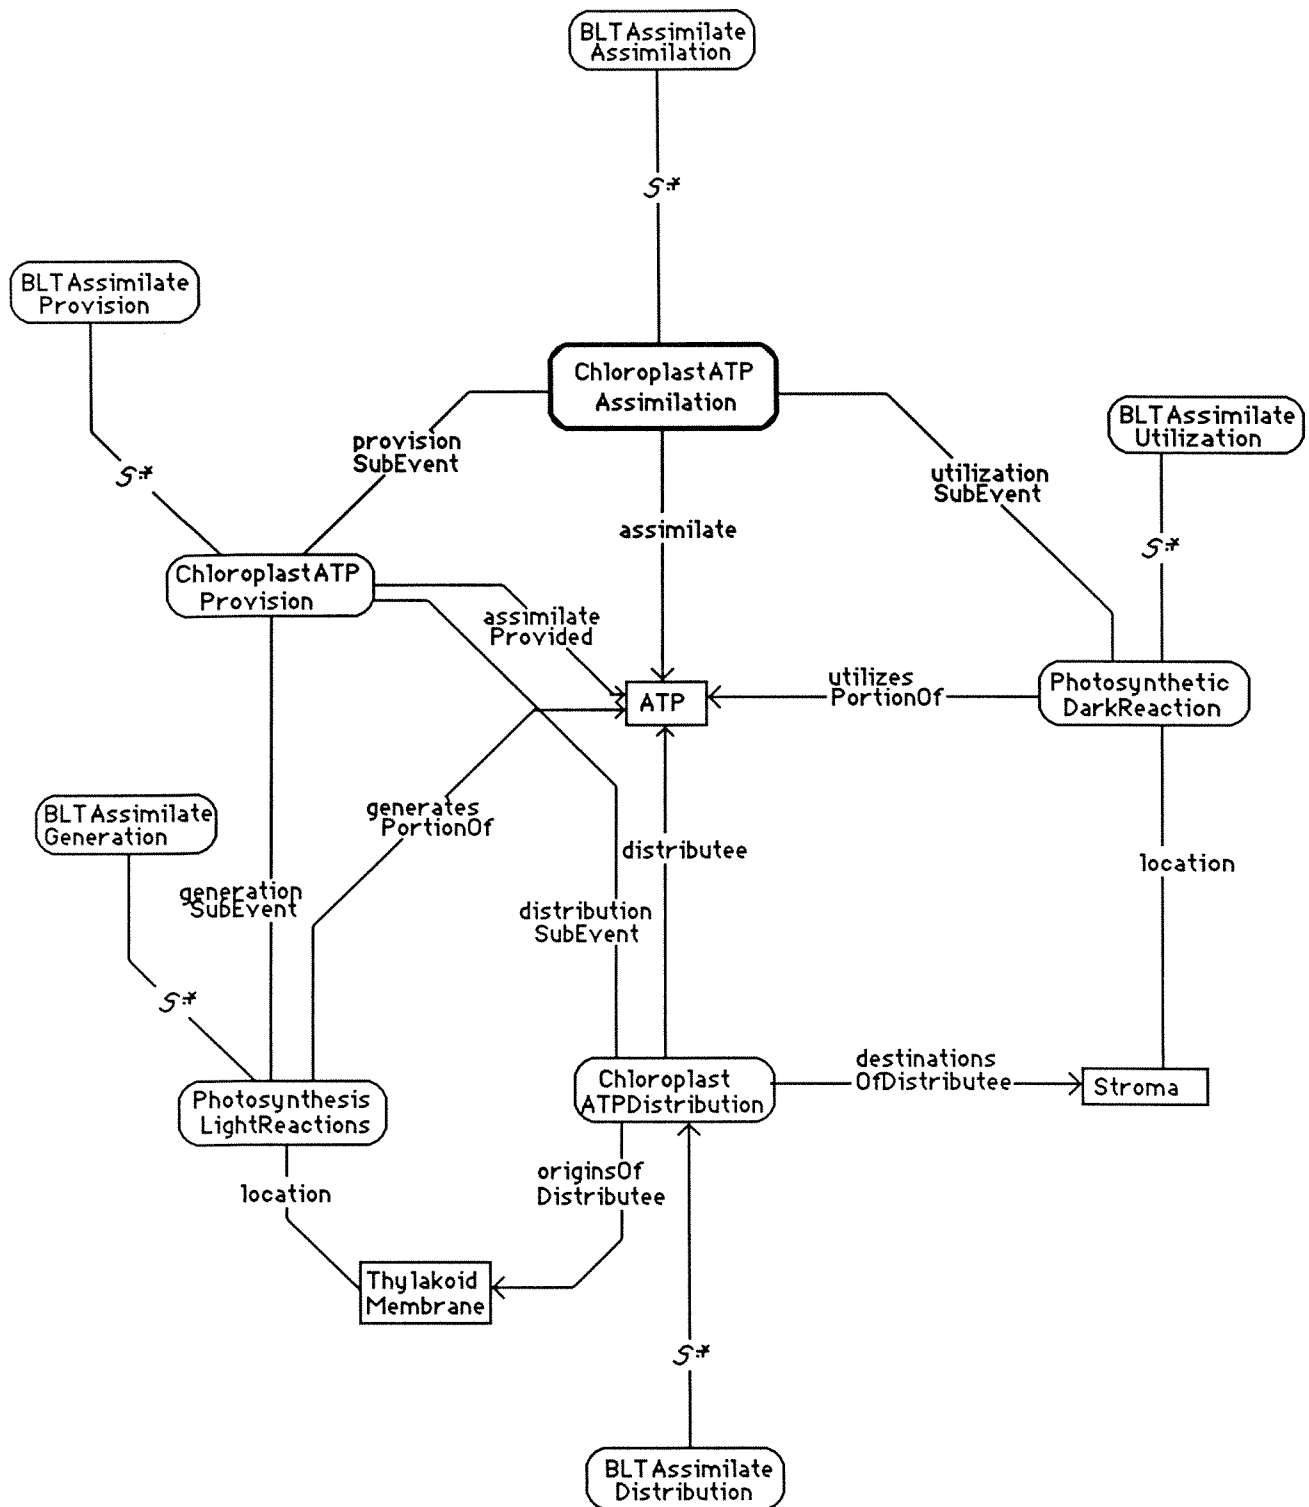 BLTAssimilate
Assimilation
S:*
BLTAssimilate
Provision
ChloroplastATP
Assimilation
BLTAssimilate
Utilization
provision
SubEvent
S:*
utilization
SubEvent
assimilate
S:*
ChloroplastATP
Provision
assimilate
Provided
utilizes
PortionOf
Photosynthetic
DarkReaction
ATP
BLTAssimilate
Generation
generates
PortionOf
distributee
location
generation
SubEvent
distribution
SubEvent
S:*
Photosynthesis
LightReactions
Chloroplast
ATPDistribution
destinations
OfDistributee
Stroma
location
originsOf
Distributee
Thylakoid
Membrane
S:*
BLTAssimilate
Distribution